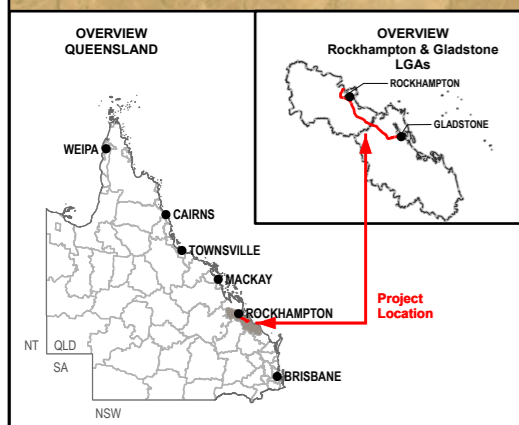 OVERVIEW
QUEENSLAND
WEIPA
CAIRNS
TOWNSVILLE
MACKAY
ROCKHAMPTON
BRISBANE
NT QLD
SA
NSW
OVERVIEW
Rockhampton & Gladstone
LGAs
ROCKHAMPTON
GLADSTONE
Project
Location